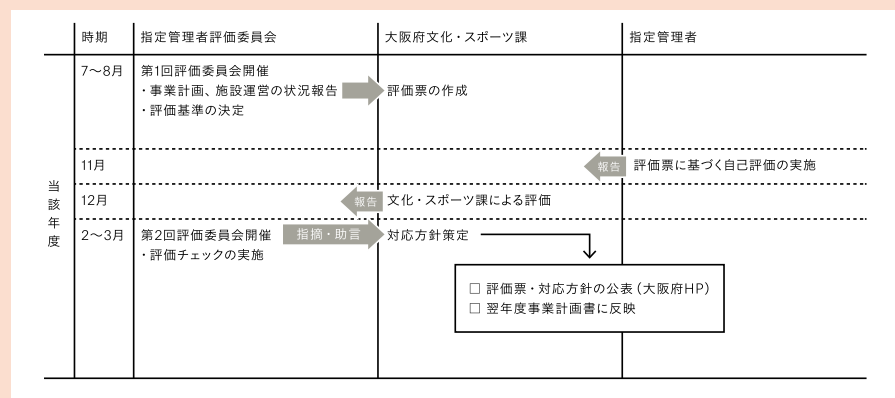 時期
指定管理者評価委員会
大阪府文化・スポーツ課
指定管理者
当該年度
7〜8月
第1回評価委員会開催
・事業計画、施設運営の状況報告
・評価基準の決定
評価票の作成
11月
報告
評価票に基づく自己評価の実施
12月
報告
文化・スポーツ課による評価
2〜3月
第2回評価委員会開催
・評価チェックの実施
指摘・助言
対応方針策定
□ 評価票・対応方針の公表（大阪府HP）
□ 翌年度事業計画書に反映